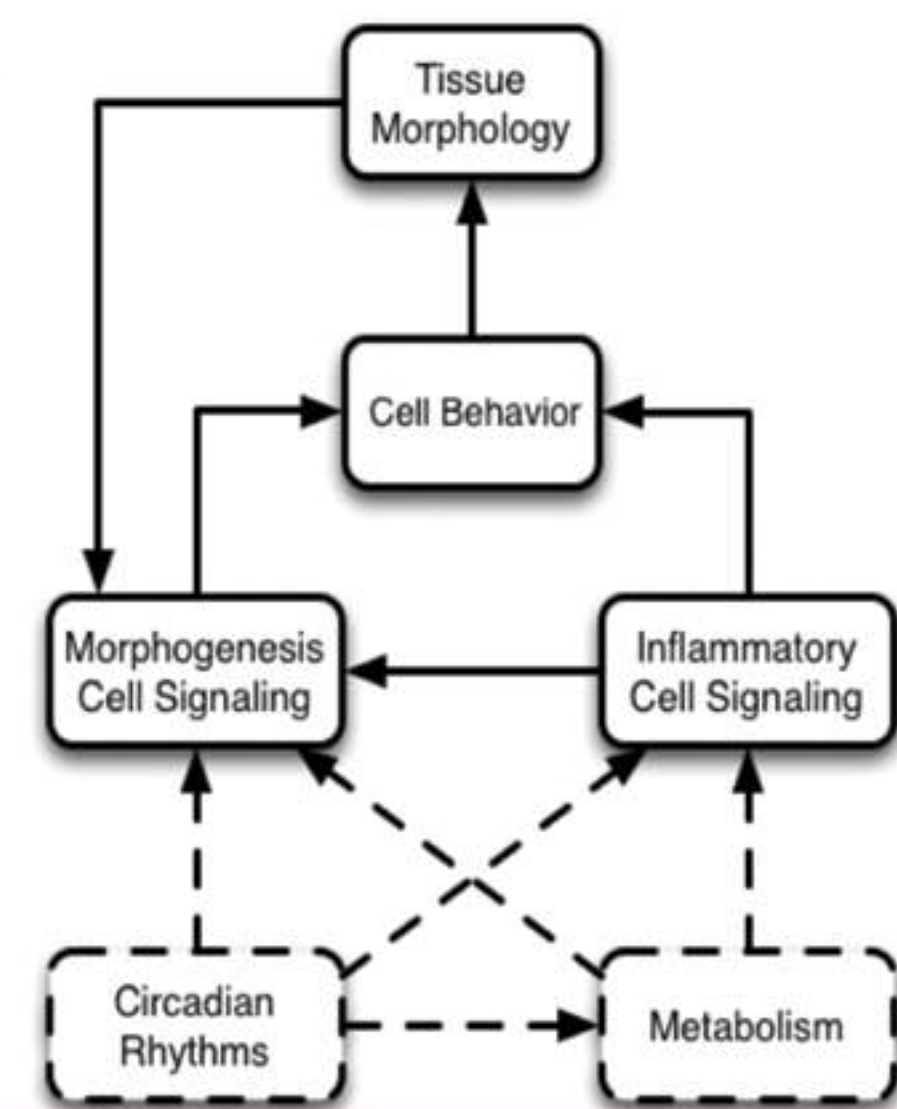 Tissue
Morphology
Cell Behavior
Morphogenesis
Cell Signaling
Inflammatory
Cell Signaling
Circadian
Rhythms
Metabolism